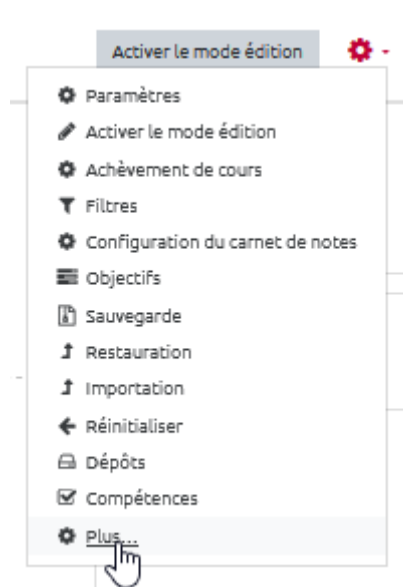 Activer le mode édition
Paramètres
Activer le mode édition
Achèvement de cours
Filtres
Configuration du carnet de notes
Objectifs
Sauvegarde
Restauration
Importation
Réinitialiser
Dépôts
Compétences
Plus...